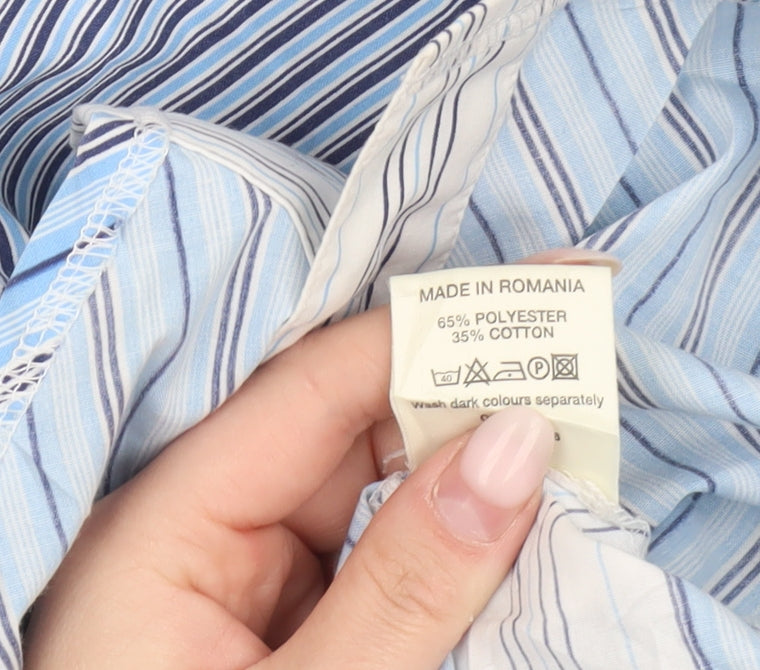 MADE IN ROMANIA
65% POLYESTER
35% COTTON
40 P
Wash dark colours separately